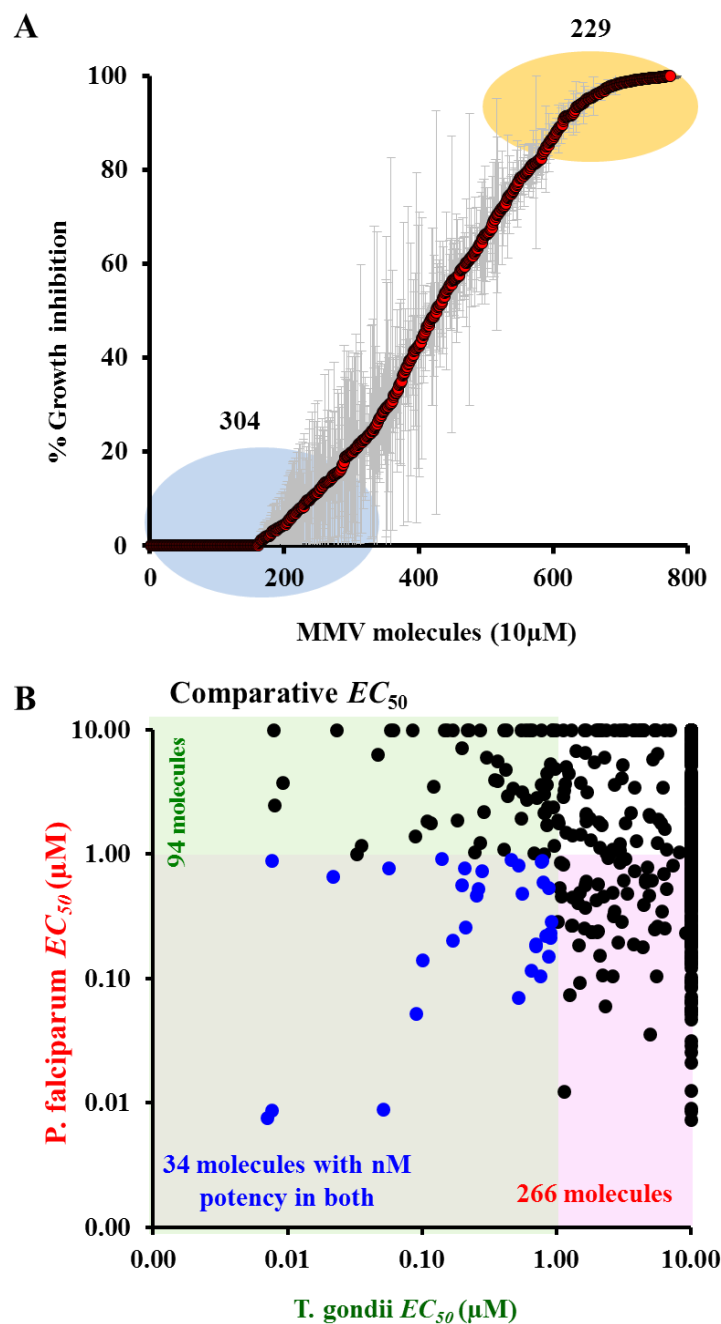 A
229
100
80
60
40
20
0
% Growth inhibition
304
0
200
400
600
800
MMV molecules (10µM)
B
Comparative EC50
10.00
1.00
0.10
0.01
0.00
P. falciparum EC50 (µM)
94 molecules
34 molecules with nM
potency in both
266 molecules
0.00
0.01
0.10
1.00
10.00
T. gondii EC50 (µM)